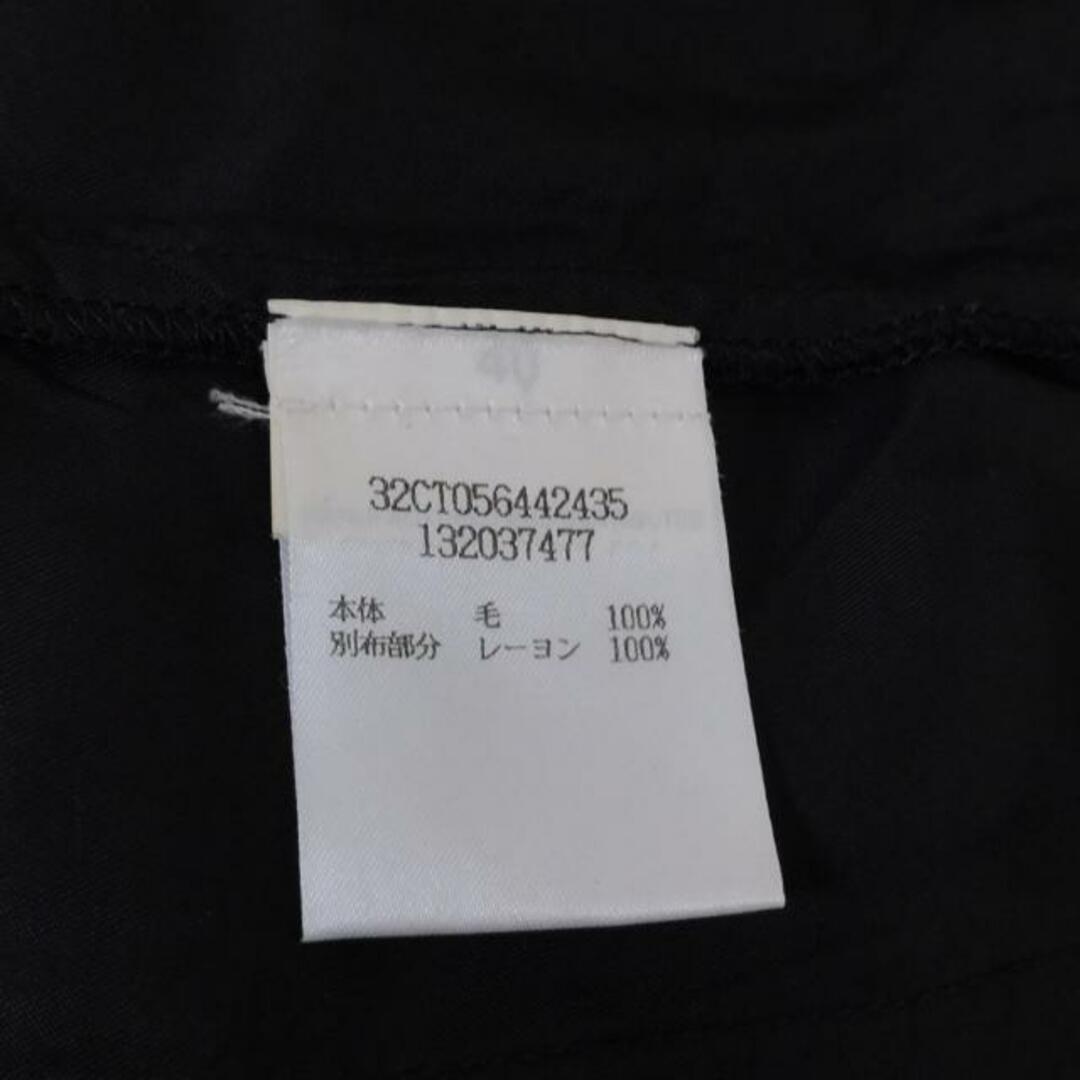 40
32CT056442435
132037477
本体 毛 100%
別布部分 レーヨン 100%